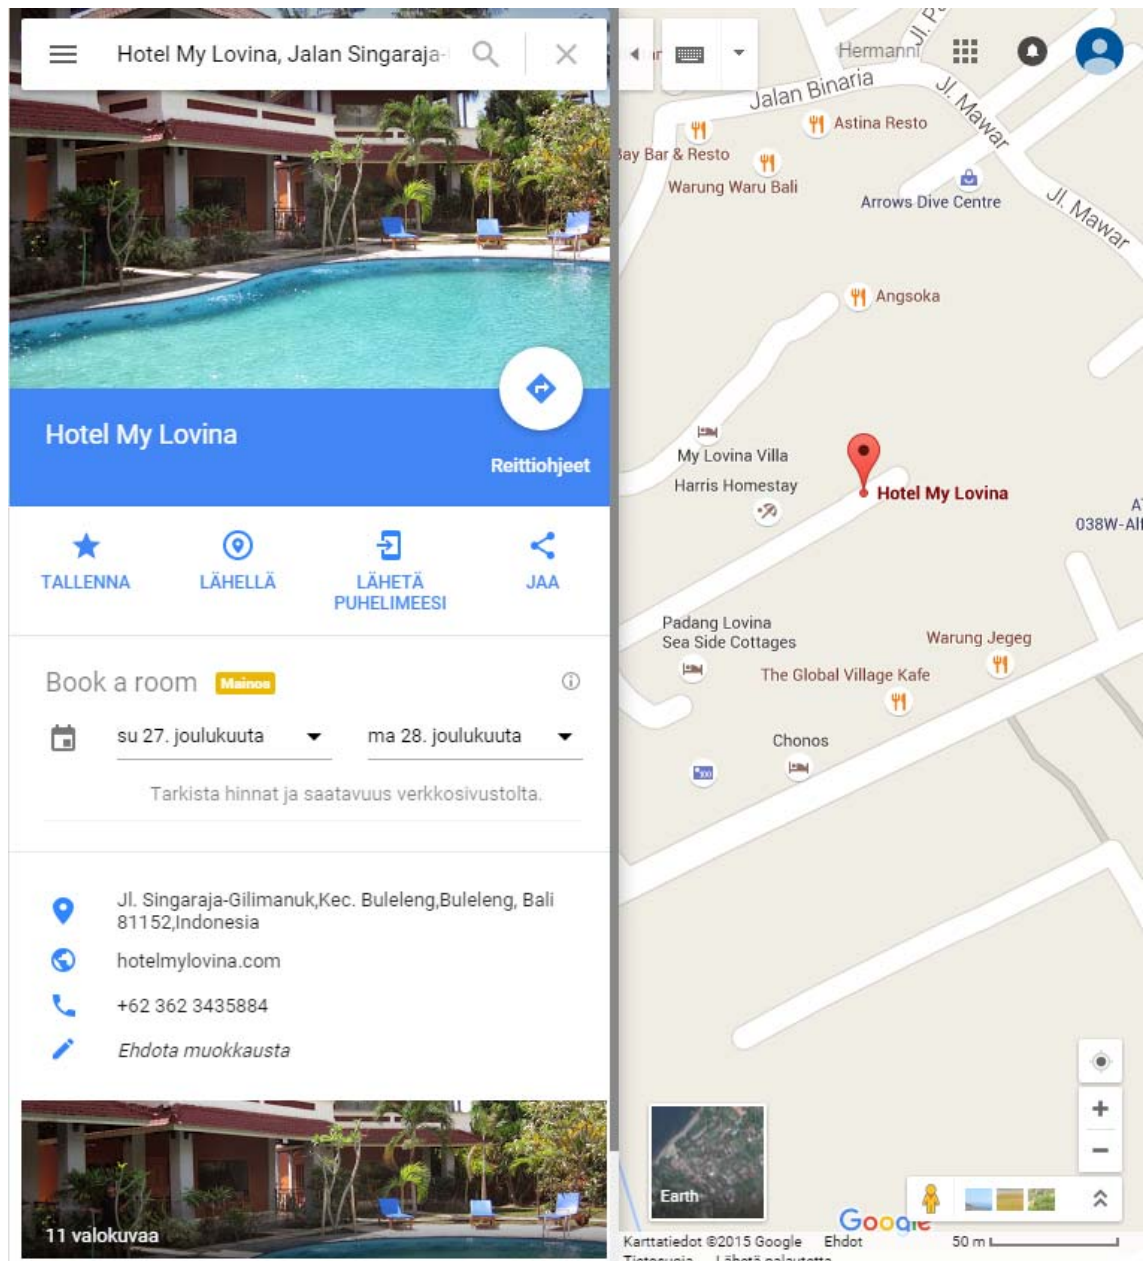 Hotel My Lovina, Jalan Singaraja-
Hotel My Lovina
Reittiohjeet
TALLENNA
LÄHELLÄ
LÄHETÄ
PUHELIMEESI
JAA
Book a room Mainos
su 27. joulukuuta
ma 28. joulukuuta
Tarkista hinnat ja saatavuus verkkosivustolta.
Jl. Singaraja-Gilimanuk,Kec. Buleleng,Buleleng, Bali
81152,Indonesia
hotelmylovina.com
+62 362 3435884
Ehdota muokkausta
11 valokuvaa
Hermanni
Jalan Binaria
Jl. Mawar
Astina Resto
Bar & Resto
Warung Waru Bali
Arrows Dive Centre
Jl. Mawar
Angsoka
My Lovina Villa
Harris Homestay
Hotel My Lovina
038W-Alf
Padang Lovina
Sea Side Cottages
Warung Jegeg
The Global Village Kafe
Chonos
Earth
Google
Karttatiedot ©2015 Google
Ehdot
50 m